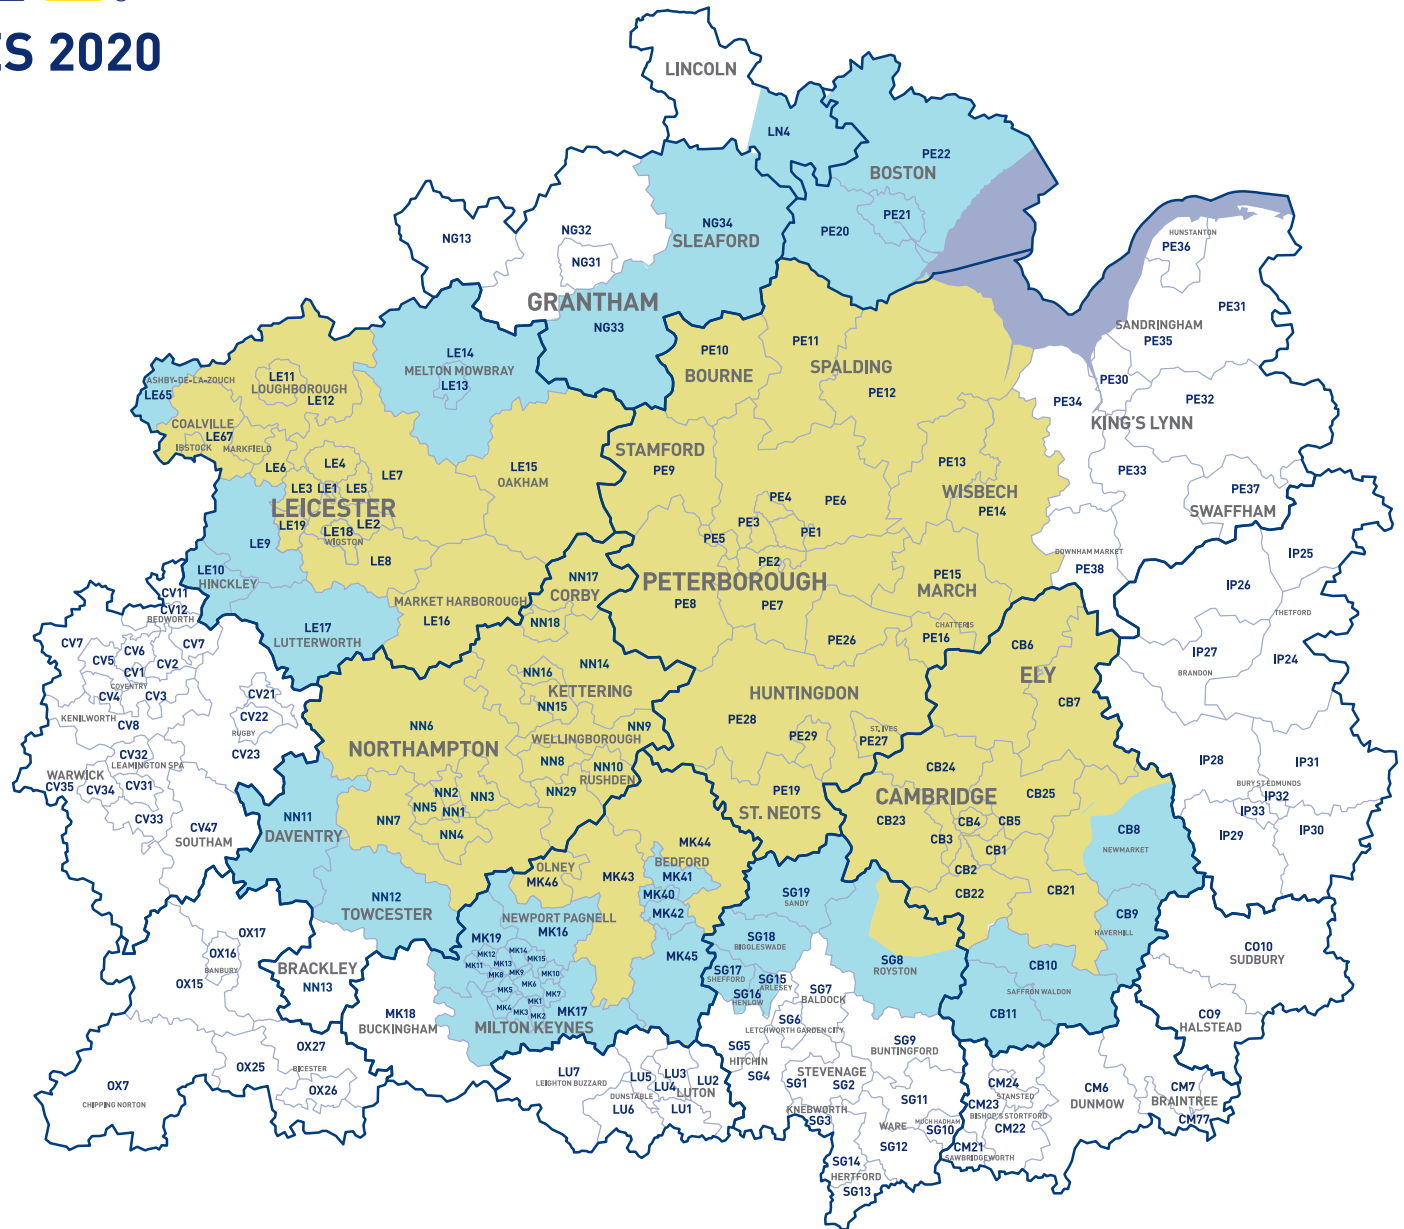 ES 2020
LINCOLN
LN4
PE22
BOSTON
PE21
PE20
NG34
SLEAFORD
NG13
NG32
NG31
GRANTHAM
NG33
HUNSTANTON
PE36
PE31
SANDRINGHAM
PE35
PE30
PE32
PE34
KING'S LYNN
PE33
PE37
SWAFFHAM
DOWNHAM MARKET
PE38
LE14
MELTON MOWBRAY
LE13
PE10
BOURNE
PE11
SPALDING
PE12
ASHBY-DE-LA-ZOUCH
LE65
LE11
LOUGHBOROUGH
LE12
COALVILLE
LE67
IBSTOCK
MARKFIELD
LE6
LE4
LE7
LE3
LE1
LE5
LEICESTER
LE19
LE18
LE2
WIGSTON
LE8
LE9
LE10
HINCKLEY
LE15
OAKHAM
STAMFORD
PE9
PE13
WISBECH
PE14
PE4
PE6
PE3
PE1
PE5
PE2
PETERBOROUGH
PE8
PE7
PE15
MARCH
CHATTERIS
PE16
PE26
NN17
CORBY
NN18
MARKET HARBOROUGH
LE16
LE17
LUTTERWORTH
CV11
CV12
BEDWORTH
CV7
CV6
CV7
CV5
CV2
CV1
COVENTRY
CV4
CV3
CV21
KENILWORTH
CV8
CV22
RUGBY
CV23
CV32
LEAMINGTON SPA
WARWICK
CV35
CV34
CV31
CV33
CV47
SOUTHAM
NN14
NN16
KETTERING
NN15
NN6
NORTHAMPTON
NN9
WELLINGBOROUGH
NN8
NN10
RUSHDEN
NN29
NN2
NN3
NN5
NN1
NN7
NN4
NN11
DAVENTRY
NN12
TOWCESTER
HUNTINGDON
PE28
PE29
ST. IVES
PE27
PE19
ST. NEOTS
CB6
ELY
CB7
CB24
CAMBRIDGE
CB25
CB23
CB4
CB5
CB3
CB1
CB2
CB22
CB21
CB8
NEWMARKET
CB9
HAVERHILL
CB10
SAFFRON WALDON
CB11
IP25
IP26
THETFORD
IP27
BRANDON
IP24
IP28
IP31
BURY ST EDMUNDS
IP32
IP33
IP29
IP30
OLNEY
MK46
MK43
MK44
BEDFORD
MK41
MK40
MK42
MK45
NEWPORT PAGNELL
MK16
MK19
MK12
MK14
MK15
MK11
MK13
MK8
MK9
MK10
MK6
MK5
MK7
MK1
MK4
MK3
MK2
MK17
MILTON KEYNES
MK18
BUCKINGHAM
SG19
SANDY
SG18
BIGGLESWADE
SG17
SHEFFORD
SG15
ARLESEY
SG16
HENLOW
SG8
ROYSTON
SG7
BALDOCK
SG6
LETCHWORTH GARDEN CITY
SG5
HITCHIN
SG4
SG9
BUNTINGFORD
STEVENAGE
SG1
SG2
KNEBWORTH
SG3
SG11
MUCH HADHAM
SG10
WARE
SG12
SG14
HERTFORD
SG13
OX17
OX16
BANBURY
OX15
BRACKLEY
NN13
OX27
OX25
BICESTER
OX26
OX7
CHIPPING NORTON
LU7
LEIGHTON BUZZARD
LU5
LU3
LU2
LU4
DUNSTABLE
LUTON
LU6
LU1
CO10
SUDBURY
CO9
HALSTEAD
CM24
STANSTED
CM23
BISHOP'S STORTFORD
CM22
CM21
SAWBRIDGEWORTH
CM6
DUNMOW
CM7
BRAINTREE
CM77